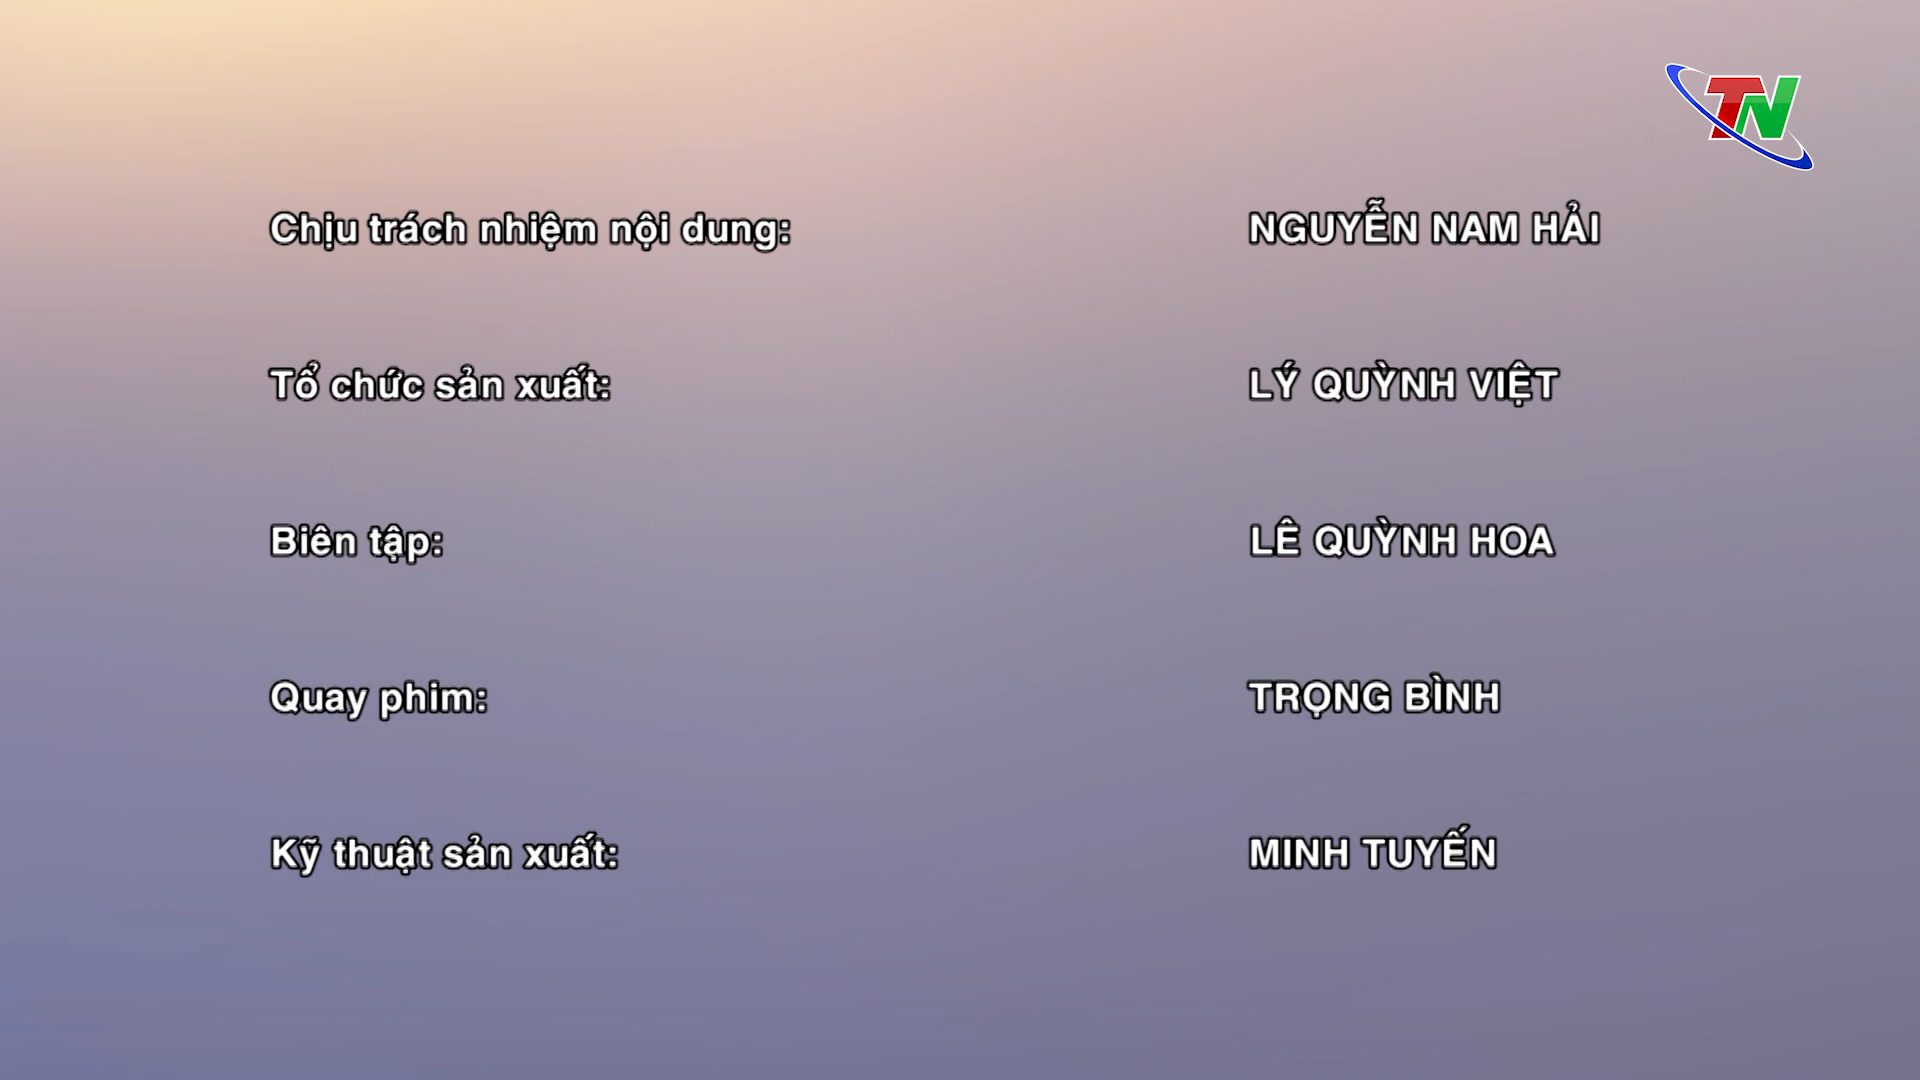 TN
Chịu trách nhiệm nội dung: NGUYỄN NAM HẢI
Tổ chức sản xuất: LÝ QUỲNH VIỆT
Biên tập: LÊ QUỲNH HOA
Quay phim: TRỌNG BÌNH
Kỹ thuật sản xuất: MINH TUYẾN